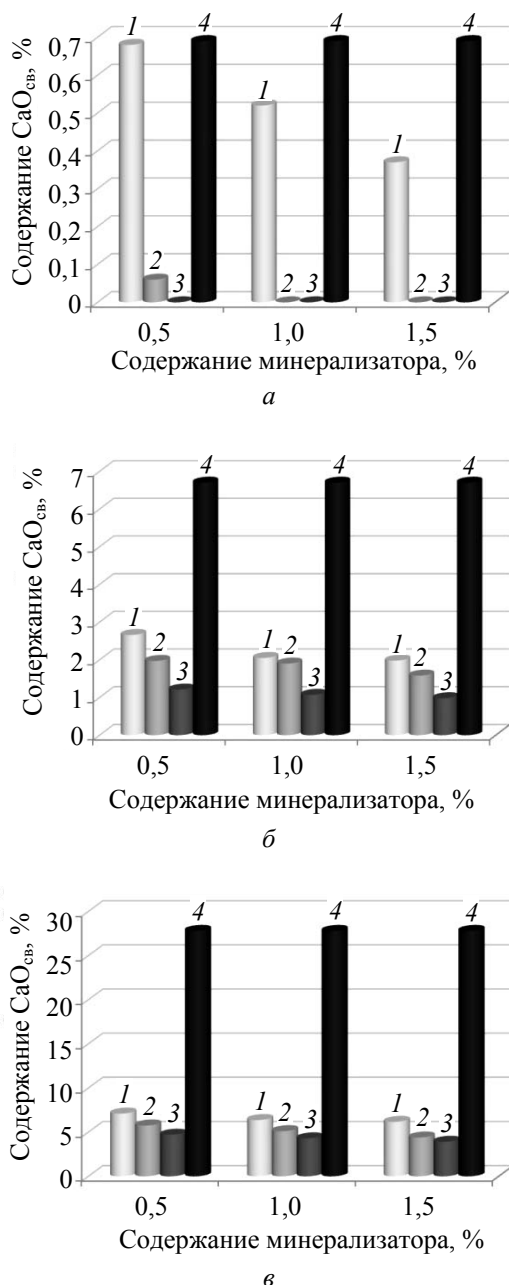 Содержание CaOсв, %
0,7
0,6
0,5
0,4
0,3
0,2
0,1
0
1 2 3 4
1 2 3 4
1 2 3 4
0,5 1,0 1,5
Содержание минерализатора, %
а
Содержание CaOсв, %
7
6
5
4
3
2
1
0
1 2 3 4
1 2 3 4
1 2 3 4
0,5 1,0 1,5
Содержание минерализатора, %
б
Содержание CaOсв, %
30
25
20
15
10
5
0
1 2 3 4
1 2 3 4
1 2 3 4
0,5 1,0 1,5
Содержание минерализатора, %
в